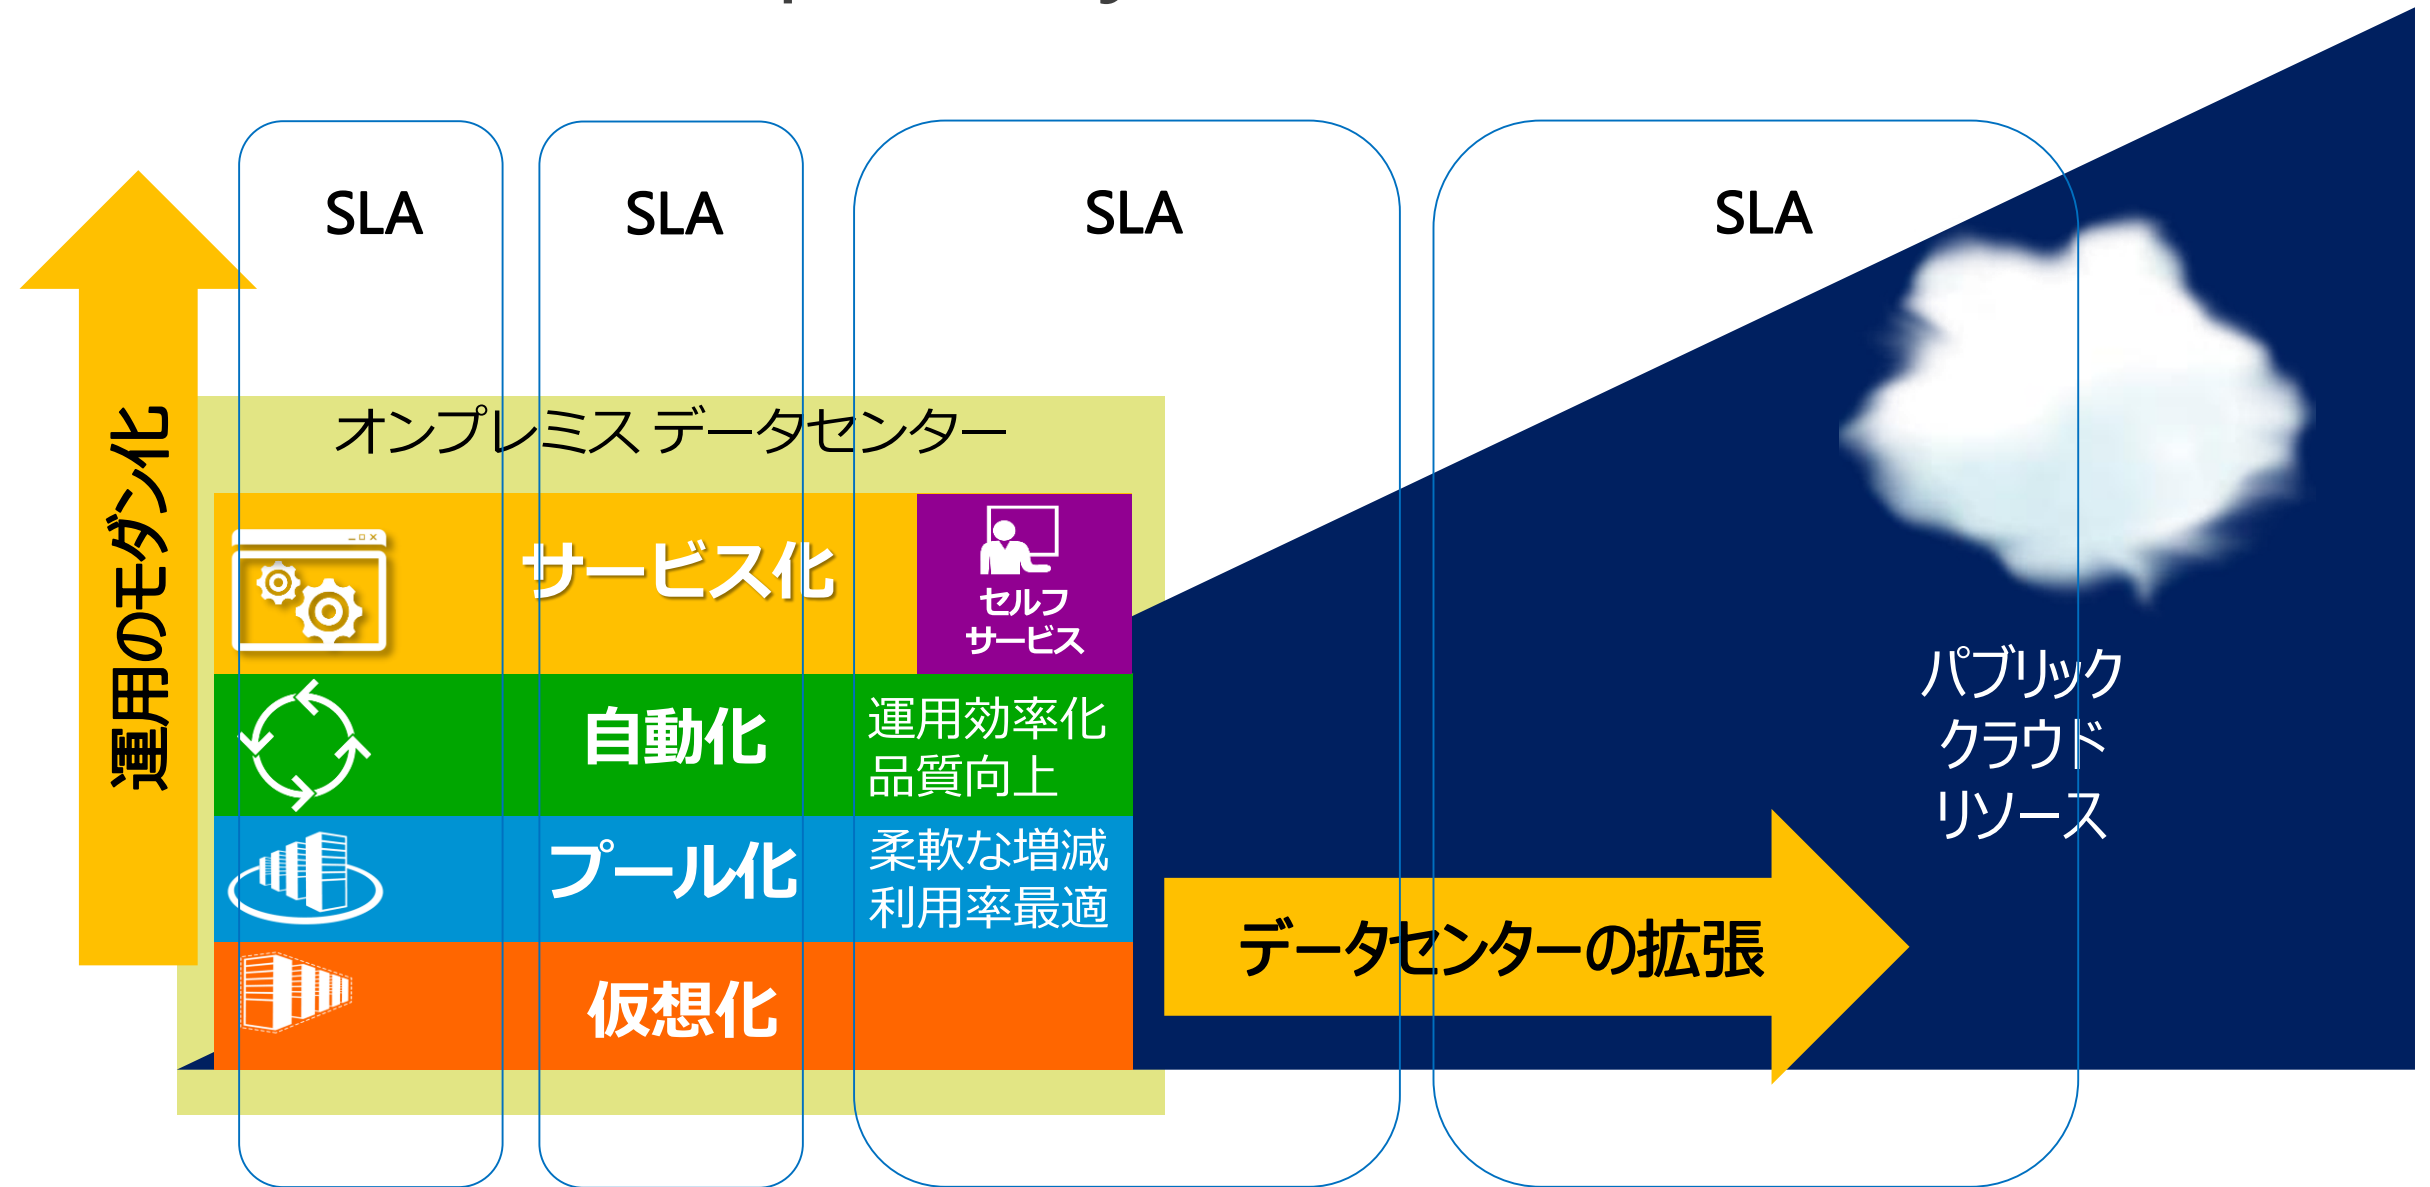 SLA
SLA
SLA
SLA
運用のモダン化
オンプレミス データセンター
サービス化
セルフ
サービス
自動化
運用効率化
品質向上
プール化
柔軟な増減
利用率最適
仮想化
データセンターの拡張
パブリック
クラウド
リソース